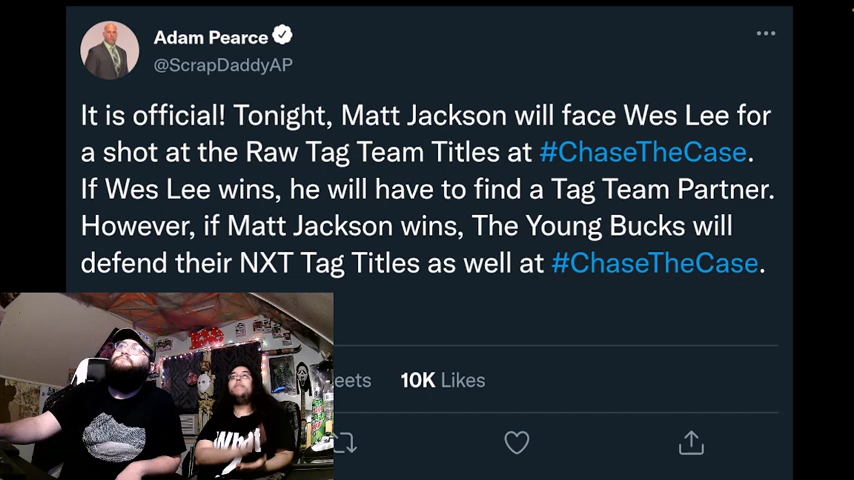 Adam Pearce
@ScrapDaddyAP
It is official! Tonight, Matt Jackson will face Wes Lee for
a shot at the Raw Tag Team Titles at #ChaseTheCase.
If Wes Lee wins, he will have to find a Tag Team Partner.
However, if Matt Jackson wins, The Young Bucks will
defend their NXT Tag Titles as well at #ChaseTheCase.
eets 10K Likes